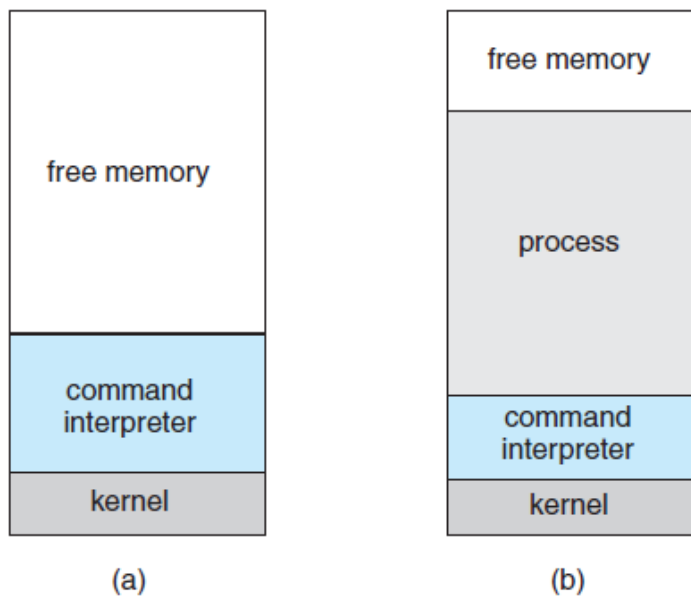 free memory
command
interpreter
kernel
(a)
free memory
process
command
interpreter
kernel
(b)